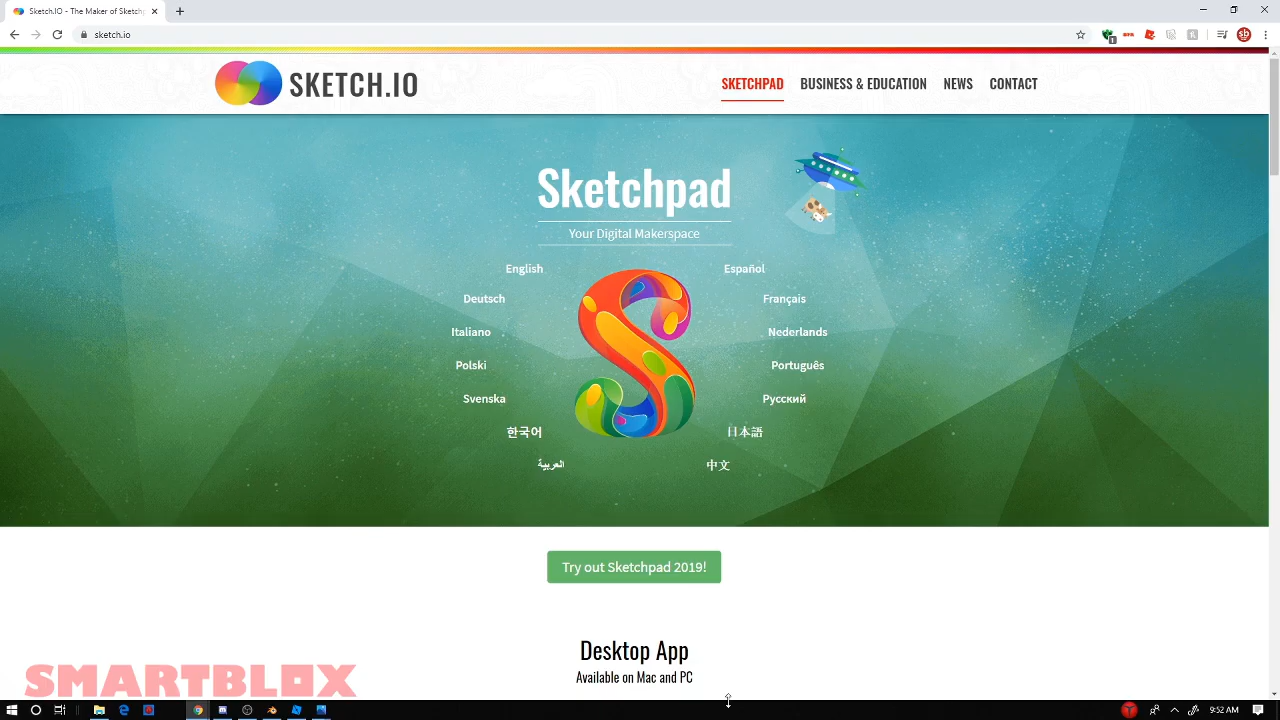 Sketch.IO - The Maker of Sketchp
sketch.io
SKETCH.IO
SKETCHPAD BUSINESS & EDUCATION NEWS CONTACT
Sketchpad
Your Digital Makerspace
English Español
Deutsch Français
Italiano Nederlands
Polski Português
Svenska Русский
한국어 日本語
العربية 中文
Try out Sketchpad 2019!
Desktop App
Available on Mac and PC
SMARTBLOX
9:52 AM